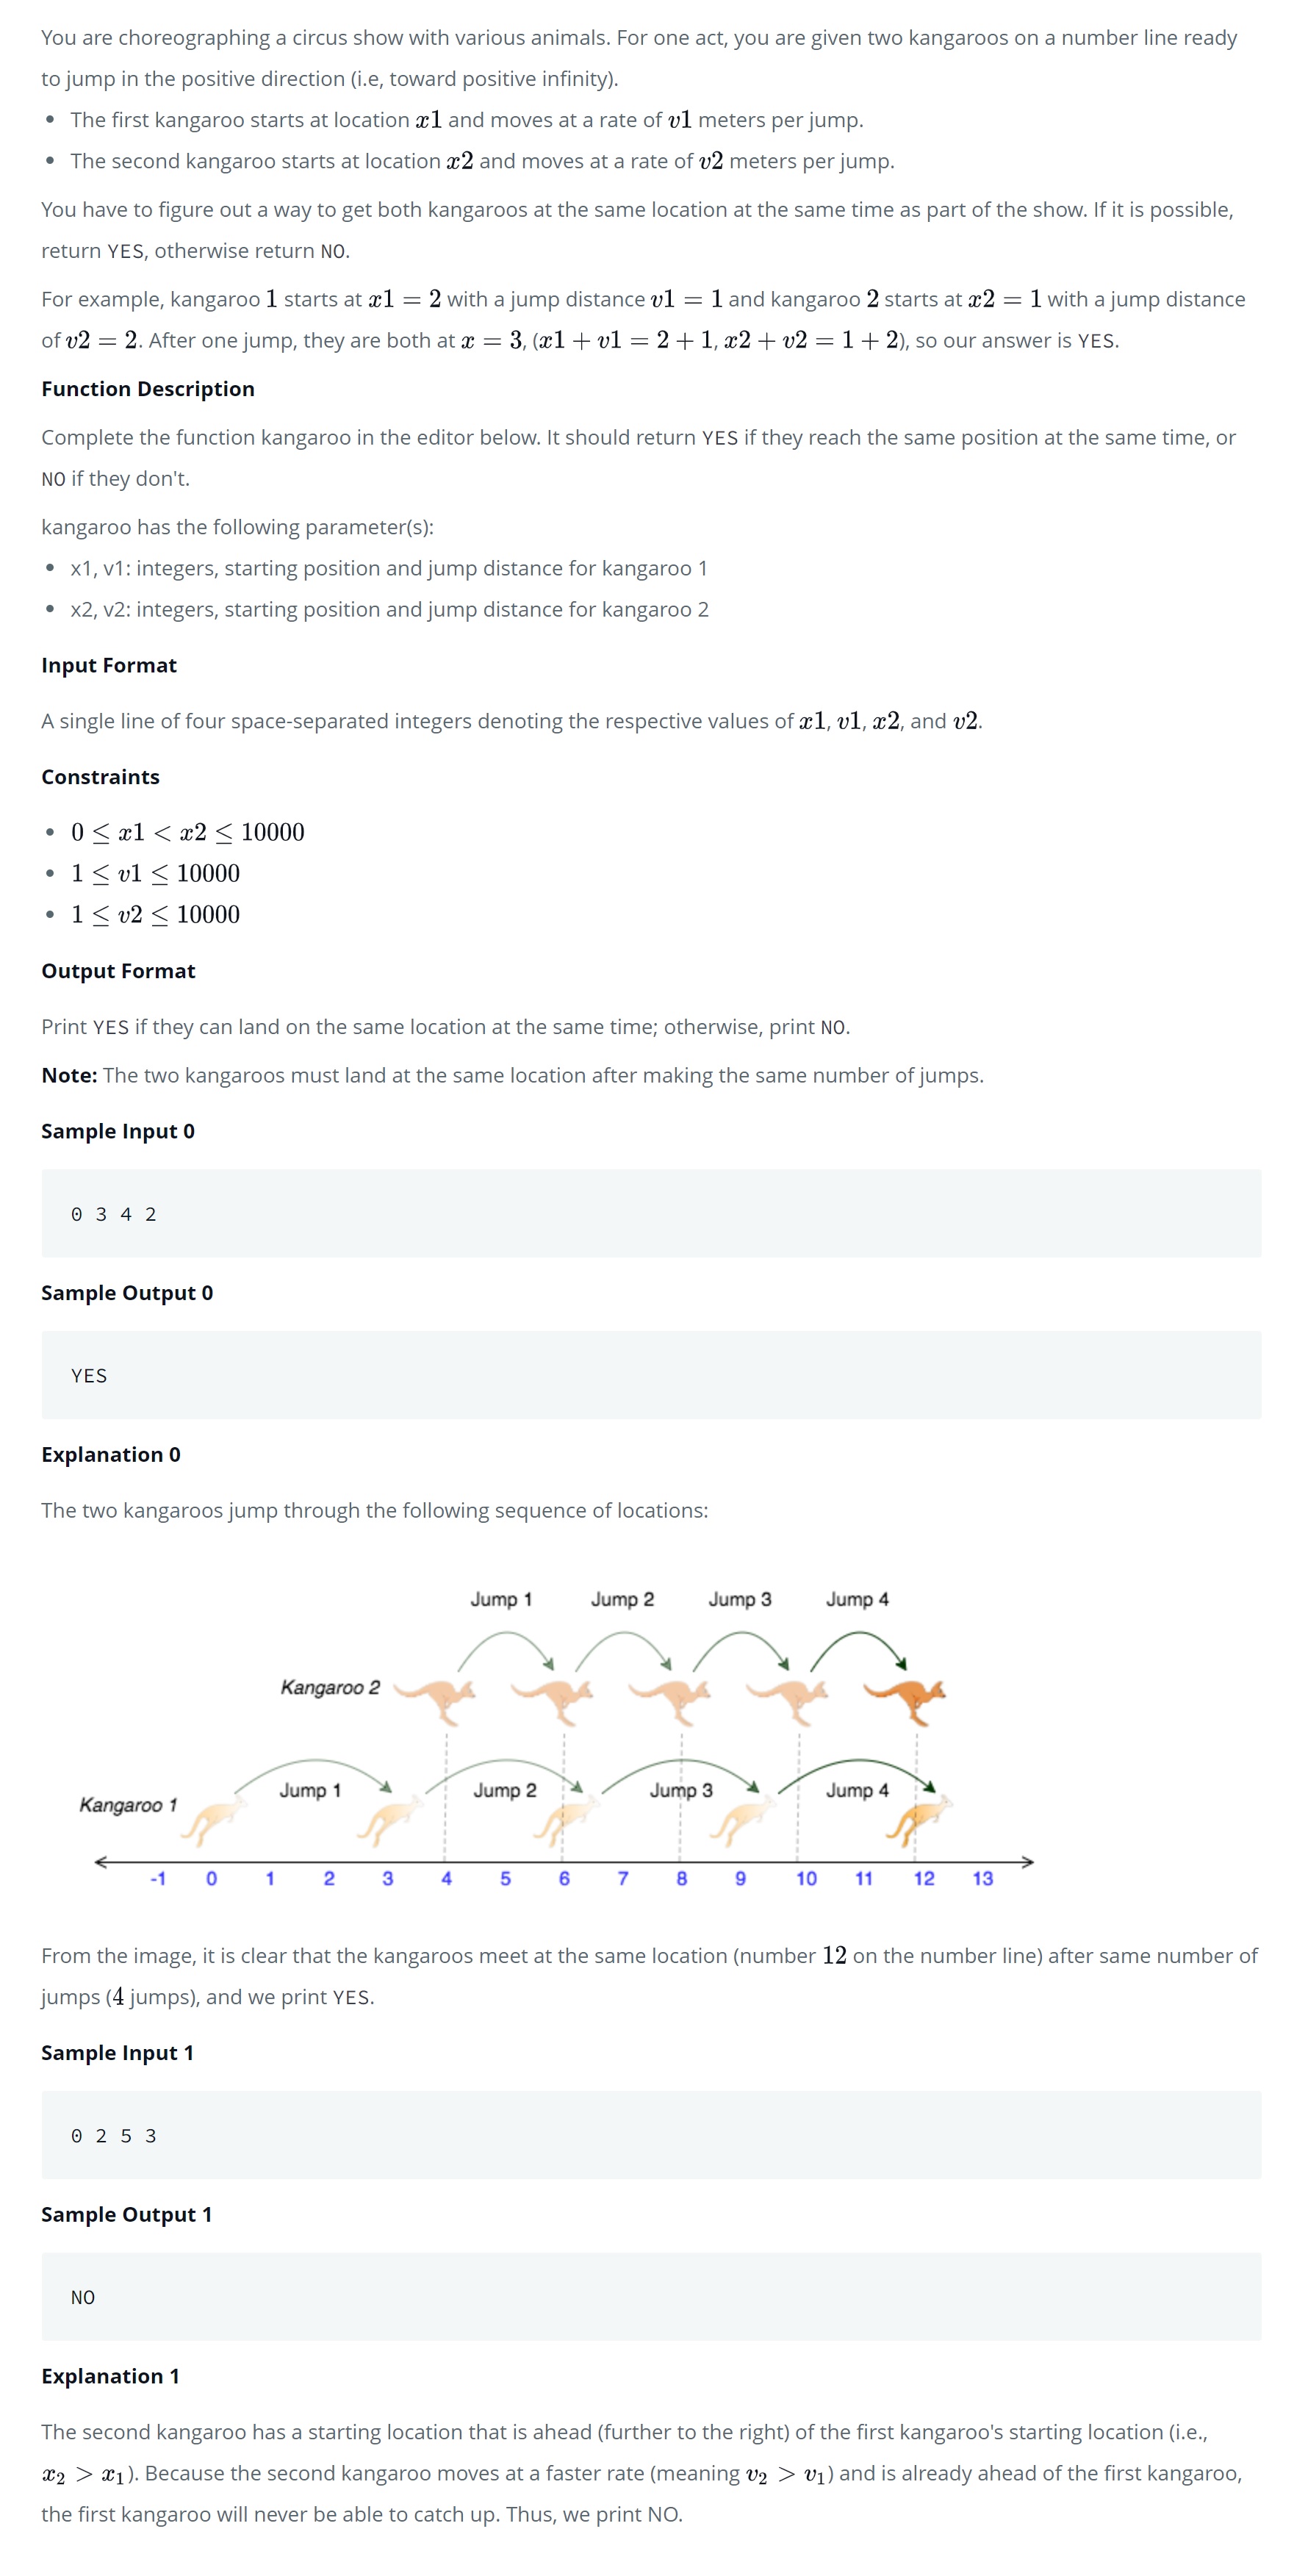 You are choreographing a circus show with various animals. For one act, you are given two kangaroos on a number line ready
to jump in the positive direction (i.e, toward positive infinity).
• The first kangaroo starts at location x1 and moves at a rate of v1 meters per jump.
• The second kangaroo starts at location x2 and moves at a rate of v2 meters per jump.
You have to figure out a way to get both kangaroos at the same location at the same time as part of the show. If it is possible,
return YES, otherwise return NO.
For example, kangaroo 1 starts at x1 = 2 with a jump distance v1 = 1 and kangaroo 2 starts at x2 = 1 with a jump distance
of v2 = 2. After one jump, they are both at x = 3, (x1 + v1 = 2 + 1, x2 + v2 = 1 + 2), so our answer is YES.
Function Description
Complete the function kangaroo in the editor below. It should return YES if they reach the same position at the same time, or
NO if they don't.
kangaroo has the following parameter(s):
• x1, v1: integers, starting position and jump distance for kangaroo 1
• x2, v2: integers, starting position and jump distance for kangaroo 2
Input Format
A single line of four space-separated integers denoting the respective values of x1, v1, x2, and v2.
Constraints
• 0 ≤ x1 < x2 ≤ 10000
• 1 ≤ v1 ≤ 10000
• 1 ≤ v2 ≤ 10000
Output Format
Print YES if they can land on the same location at the same time; otherwise, print NO.
Note: The two kangaroos must land at the same location after making the same number of jumps.
Sample Input 0
0 3 4 2
Sample Output 0
YES
Explanation 0
The two kangaroos jump through the following sequence of locations:
Jump 1 Jump 2 Jump 3 Jump 4
Kangaroo 2
Jump 1 Jump 2 Jump 3 Jump 4
Kangaroo 1
-1 0 1 2 3 4 5 6 7 8 9 10 11 12 13
From the image, it is clear that the kangaroos meet at the same location (number 12 on the number line) after same number of
jumps (4 jumps), and we print YES.
Sample Input 1
0 2 5 3
Sample Output 1
NO
Explanation 1
The second kangaroo has a starting location that is ahead (further to the right) of the first kangaroo's starting location (i.e.,
x₂ > x₁). Because the second kangaroo moves at a faster rate (meaning v₂ > v₁) and is already ahead of the first kangaroo,
the first kangaroo will never be able to catch up. Thus, we print NO.